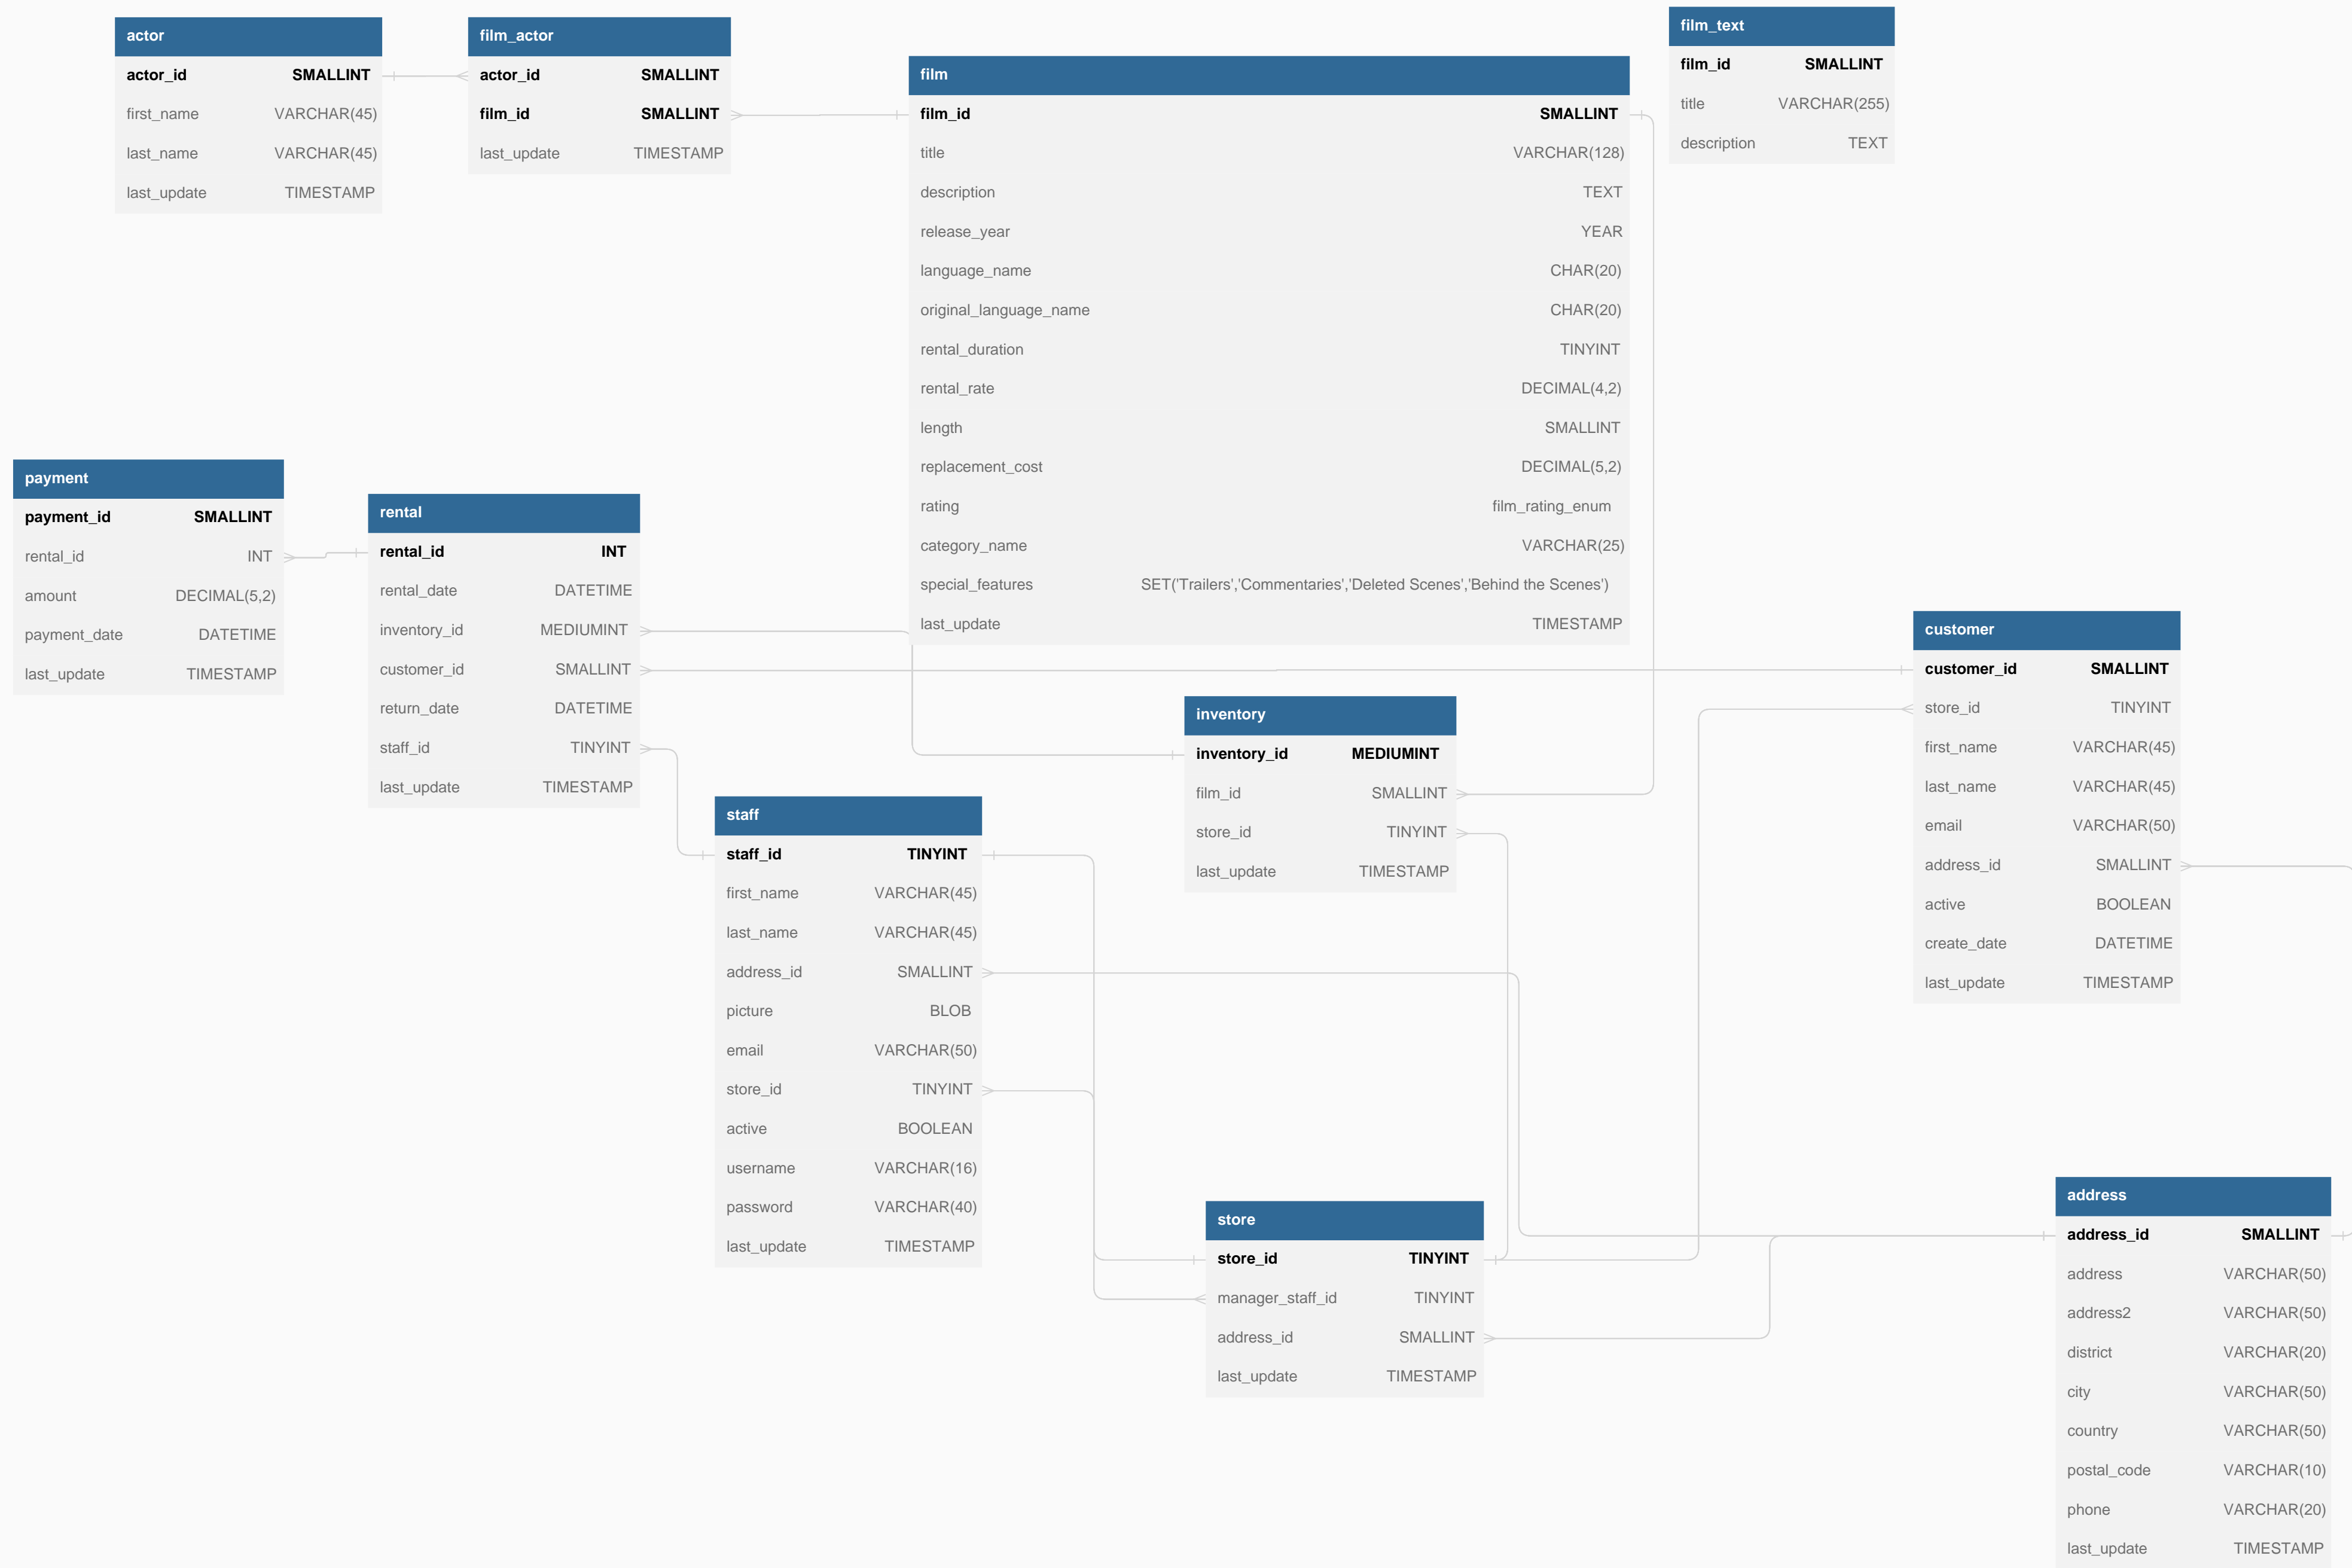 actor
actor_id SMALLINT
first_name VARCHAR(45)
last_name VARCHAR(45)
last_update TIMESTAMP
film_actor
actor_id SMALLINT
film_id SMALLINT
last_update TIMESTAMP
film
film_id SMALLINT
title VARCHAR(128)
description TEXT
release_year YEAR
language_name CHAR(20)
original_language_name CHAR(20)
rental_duration TINYINT
rental_rate DECIMAL(4,2)
length SMALLINT
replacement_cost DECIMAL(5,2)
rating film_rating_enum
category_name VARCHAR(25)
special_features SET('Trailers','Commentaries','Deleted Scenes','Behind the Scenes')
last_update TIMESTAMP
film_text
film_id SMALLINT
title VARCHAR(255)
description TEXT
payment
payment_id SMALLINT
rental_id INT
amount DECIMAL(5,2)
payment_date DATETIME
last_update TIMESTAMP
rental
rental_id INT
rental_date DATETIME
inventory_id MEDIUMINT
customer_id SMALLINT
return_date DATETIME
staff_id TINYINT
last_update TIMESTAMP
inventory
inventory_id MEDIUMINT
film_id SMALLINT
store_id TINYINT
last_update TIMESTAMP
customer
customer_id SMALLINT
store_id TINYINT
first_name VARCHAR(45)
last_name VARCHAR(45)
email VARCHAR(50)
address_id SMALLINT
active BOOLEAN
create_date DATETIME
last_update TIMESTAMP
staff
staff_id TINYINT
first_name VARCHAR(45)
last_name VARCHAR(45)
address_id SMALLINT
picture BLOB
email VARCHAR(50)
store_id TINYINT
active BOOLEAN
username VARCHAR(16)
password VARCHAR(40)
last_update TIMESTAMP
store
store_id TINYINT
manager_staff_id TINYINT
address_id SMALLINT
last_update TIMESTAMP
address
address_id SMALLINT
address VARCHAR(50)
address2 VARCHAR(50)
district VARCHAR(20)
city VARCHAR(50)
country VARCHAR(50)
postal_code VARCHAR(10)
phone VARCHAR(20)
last_update TIMESTAMP